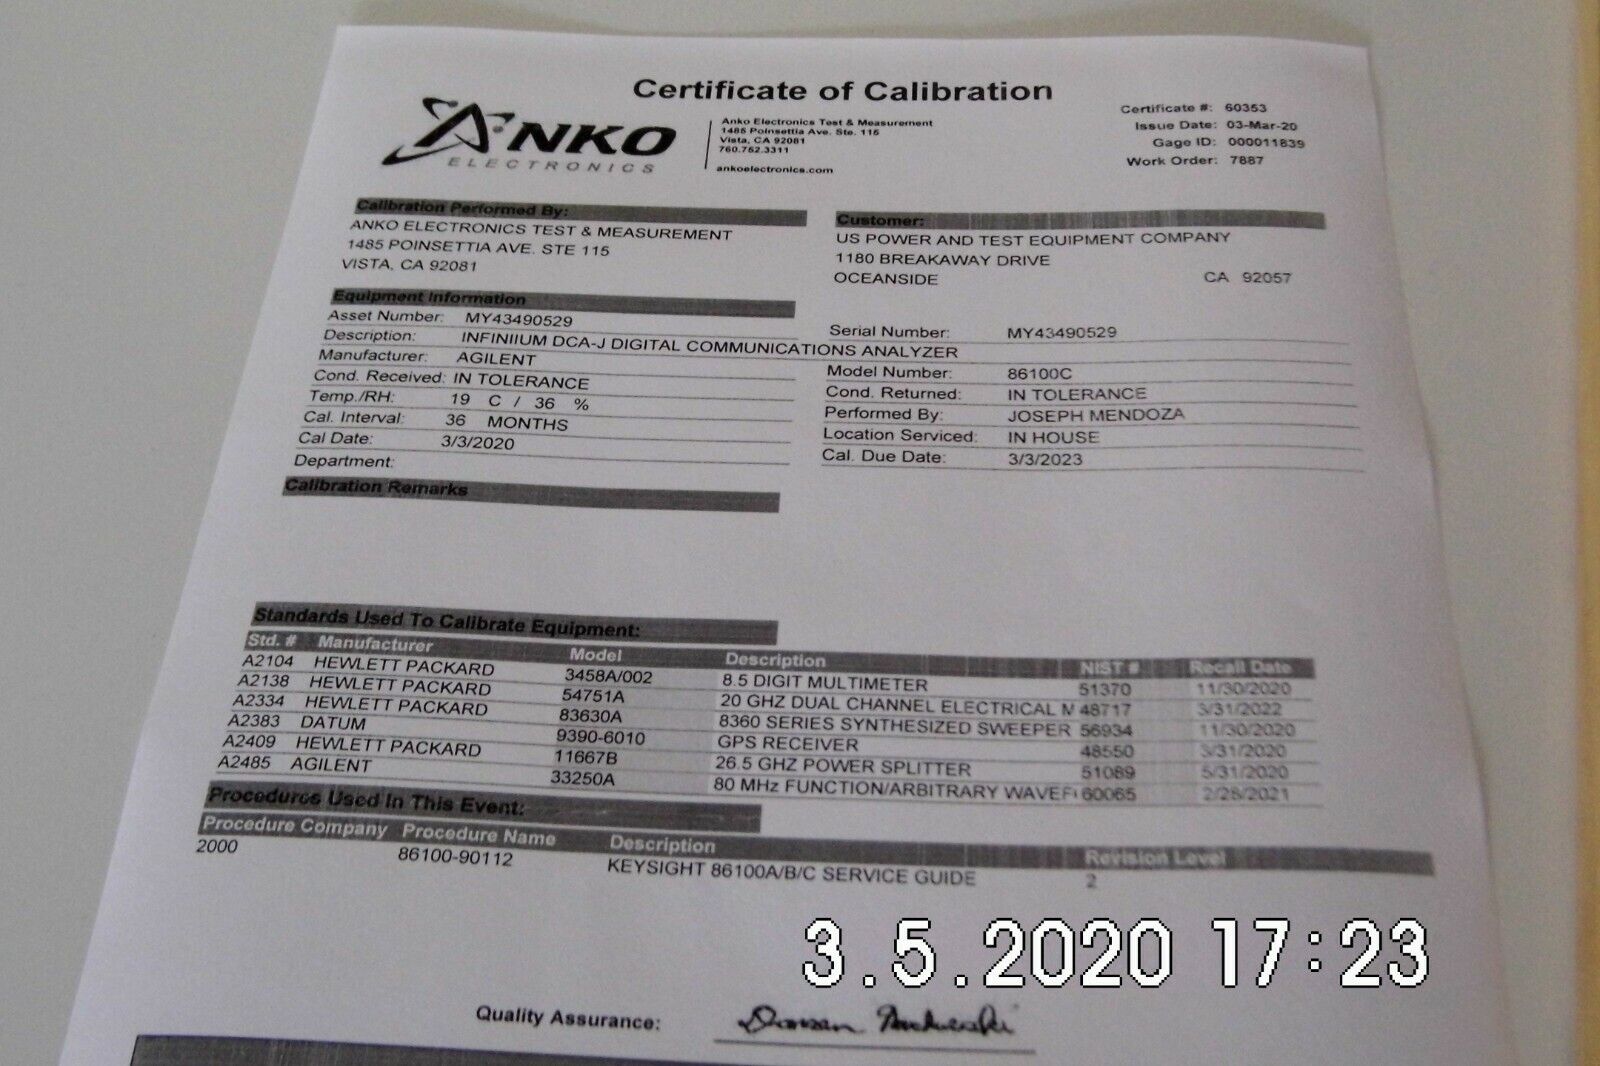 Certificate of Calibration
ANKO
ELECTRONICS
Anko Electronics Test & Measurement
1485 Poinsettia Ave. Ste. 115
Vista, CA 92081
760.752.3311
ankoelectronics.com
Certificate #: 60353
Issue Date: 03-Mar-20
Gage ID: 000011839
Work Order: 7887
Calibration Performed By:
ANKO ELECTRONICS TEST & MEASUREMENT
1485 POINSETTIA AVE. STE 115
VISTA, CA 92081
Customer:
US POWER AND TEST EQUIPMENT COMPANY
1180 BREAKAWAY DRIVE
OCEANSIDE CA 92057
Equipment Information
Asset Number: MY43490529
Serial Number: MY43490529
Description: INFINIIUM DCA-J DIGITAL COMMUNICATIONS ANALYZER
Manufacturer: AGILENT
Model Number: 86100C
Cond. Received: IN TOLERANCE
Cond. Returned: IN TOLERANCE
Temp./RH: 19 C / 36 %
Performed By: JOSEPH MENDOZA
Cal. Interval: 36 MONTHS
Location Serviced: IN HOUSE
Cal Date: 3/3/2020
Cal. Due Date: 3/3/2023
Department:
Calibration Remarks
Standards Used To Calibrate Equipment:
Std. # Manufacturer Model Description NIST # Recall Date
A2104 HEWLETT PACKARD 3458A/002 8.5 DIGIT MULTIMETER 51370 11/30/2020
A2138 HEWLETT PACKARD 54751A 20 GHZ DUAL CHANNEL ELECTRICAL M 48717 3/31/2022
A2334 HEWLETT PACKARD 83630A 8360 SERIES SYNTHESIZED SWEEPER 56934 11/30/2020
A2383 DATUM 9390-6010 GPS RECEIVER 48550 3/31/2020
A2409 HEWLETT PACKARD 11667B 26.5 GHZ POWER SPLITTER 51089 5/31/2020
A2485 AGILENT 33250A 80 MHz FUNCTION/ARBITRARY WAVEF 60065 2/28/2021
Procedures Used In This Event:
Procedure Company Procedure Name Description Revision Level
2000 86100-90112 KEYSIGHT 86100A/B/C SERVICE GUIDE 2
3.5.2020 17:23
Quality Assurance: